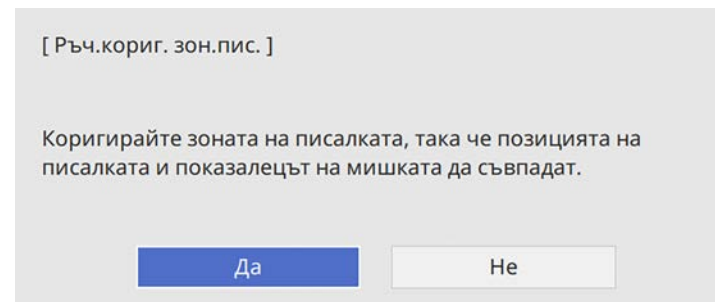 [ Ръч.кориг. зон.пис. ]
Коригирайте зоната на писалката, така че позицията на
писалката и показалецът на мишката да съвпадат.
Да
Не